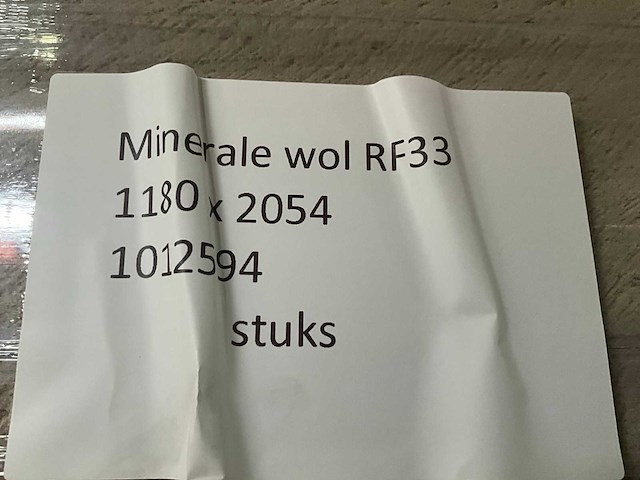 Minerale wol RF33
1180 x 2054
1012594
stuks